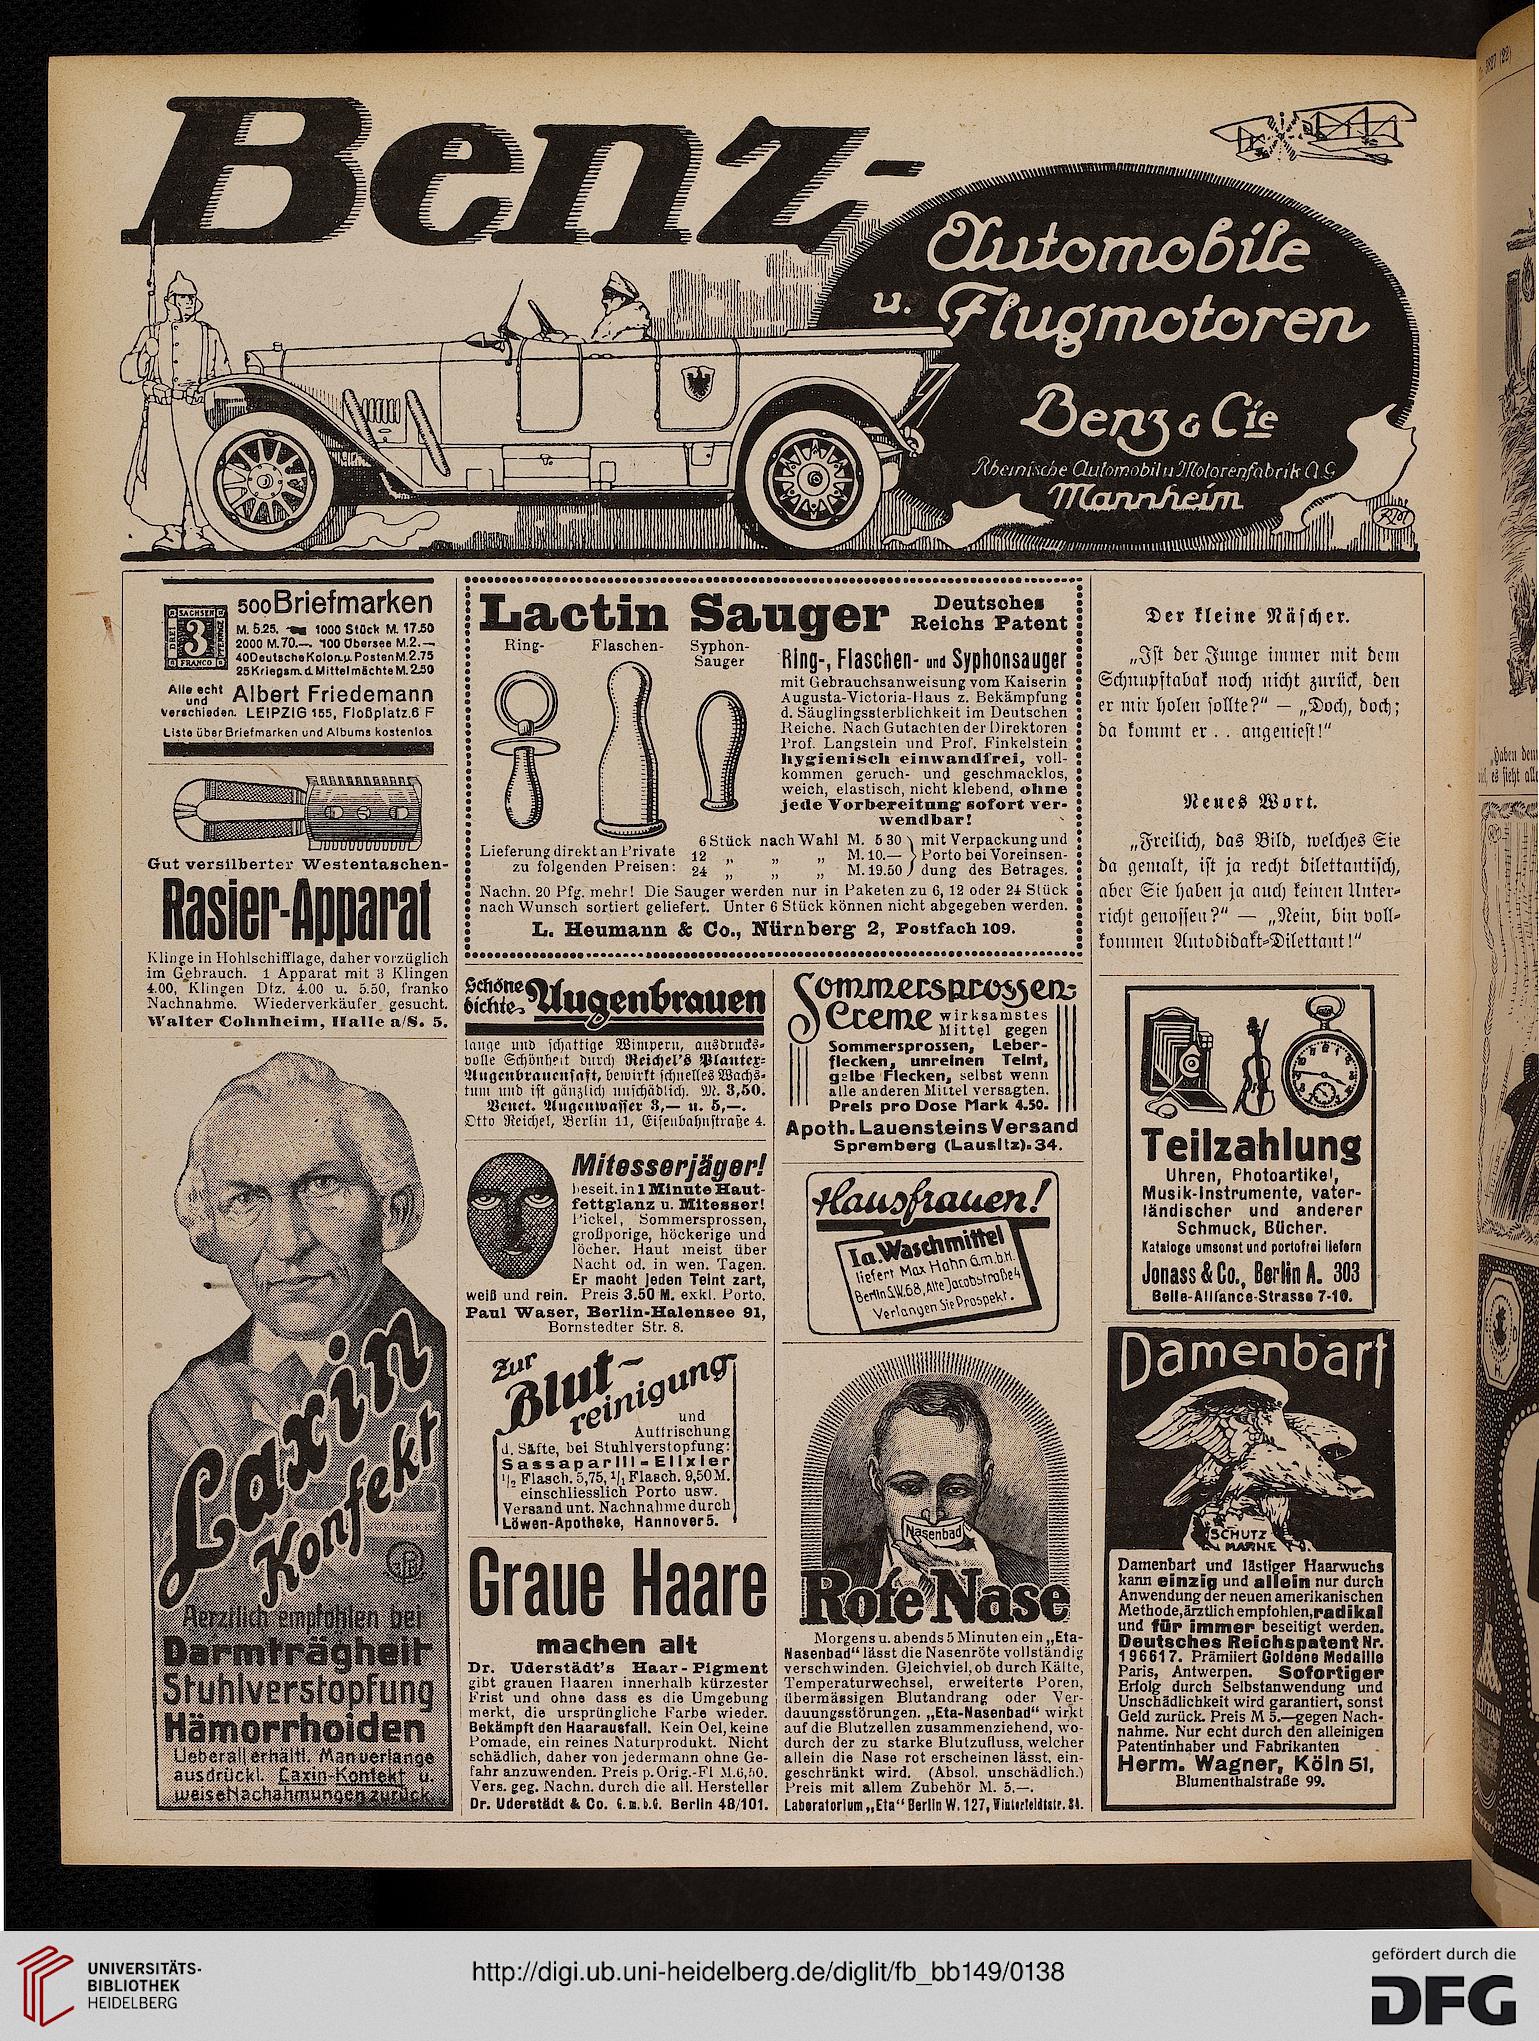 Benz-
Automobile
u. Flugmotoren
Benz & Cie
Rheinische Automobil u Motorenfabrik A.G.
Mannheim
SACHSEN
DREI
3
PFENNIGE
FRANCO
500 Briefmarken
M. 5.25. 1000 Stück M. 17.50
2000 M. 70.—. 100 Übersee M. 2.—
40 Deutsche Kolon. u. Posten M. 2.75
25 Kriegsm. d. Mittelmächte M. 2.50
Alle echt und verschieden.
Albert Friedemann
LEIPZIG 155, Floßplatz 6 F
Liste über Briefmarken und Albums kostenlos.
Gut versilberter Westentaschen-
Rasier-Apparat
Klinge in Hohlschifflage, daher vorzüglich
im Gebrauch. 1 Apparat mit 3 Klingen
4.00, Klingen Dtz. 4.00 u. 5.50, franko
Nachnahme. Wiederverkäufer gesucht.
Walter Cohnheim, Halle a/S. 5.
Laxin
Konfekt
Aerztlich empfohlen bei
Darmträgheit
Stuhlverstopfung
Hämorrhoiden
Ueberall erhältl. Man verlange
ausdrückl. Laxin-Konfekt u.
weise Nachahmungen zurück.
Lactin Sauger
Deutsches
Reichs Patent
Ring- Flaschen- Syphon-
Sauger
Ring-, Flaschen- und Syphonsauger
mit Gebrauchsanweisung vom Kaiserin
Augusta-Victoria-Haus z. Bekämpfung
d. Säuglingssterblichkeit im Deutschen
Reiche. Nach Gutachten der Direktoren
Prof. Langstein und Prof. Finkelstein
hygienisch einwandfrei, voll-
kommen geruch- und geschmacklos,
weich, elastisch, nicht klebend, ohne
jede Vorbereitung sofort ver-
wendbar!
Lieferung direkt an Private
zu folgenden Preisen:
6 Stück nach Wahl M. 5 30
12 „ „ „ M. 10.—
24 „ „ „ M. 19.50
mit Verpackung und
Porto bei Voreinsen-
dung des Betrages.
Nachn. 20 Pfg. mehr! Die Sauger werden nur in Paketen zu 6, 12 oder 24 Stück
nach Wunsch sortiert geliefert. Unter 6 Stück können nicht abgegeben werden.
L. Heumann & Co., Nürnberg 2, Postfach 109.
Schöne dichte Augenbrauen
lange und schattige Wimpern, ausdrucks-
volle Schönheit durch Reichel's Planter-
Augenbrauensaft, bewirkt schnelles Wachs-
tum und ist gänzlich unschädlich. M. 3,50.
Venet. Augenwasser 3,— u. 5,—.
Otto Reichel, Berlin 11, Eisenbahnstraße 4.
Mitesserjäger!
beseit. in 1 Minute Haut-
fettglanz u. Mitesser!
Pickel, Sommersprossen,
großporige, höckerige und
löcher. Haut meist über
Nacht od. in wen. Tagen.
Er macht jeden Teint zart,
weiß und rein. Preis 3.50 M. exkl. Porto.
Paul Waser, Berlin-Halensee 91,
Bornstedter Str. 8.
Zur
Blut-
reinigung
und
Auffrischung
d. Säfte, bei Stuhlverstopfung:
Sassaparill-Elixier
1/2 Flasch. 5,75, 1/1 Flasch. 9,50 M.
einschliesslich Porto usw.
Versand unt. Nachnahme durch
Löwen-Apotheke, Hannover 5.
Graue Haare
machen alt
Dr. Uderstädt's Haar-Pigment
gibt grauen Haaren innerhalb kürzester
Frist und ohne dass es die Umgebung
merkt, die ursprüngliche Farbe wieder.
Bekämpft den Haarausfall. Kein Oel, keine
Pomade, ein reines Naturprodukt. Nicht
schädlich, daher von jedermann ohne Ge-
fahr anzuwenden. Preis p. Orig.-Fl M. 6,50.
Vers. geg. Nachn. durch die all. Hersteller
Dr. Uderstädt & Co. G.m.b.G. Berlin 48/101.
Sommersprossen-
Creme wirksamstes
Mittel gegen
Sommersprossen, Leber-
flecken, unreinen Teint,
gelbe Flecken, selbst wenn
alle anderen Mittel versagten.
Preis pro Dose Mark 4.50.
Apoth. Lauensteins Versand
Spremberg (Lausitz). 34.
Hausfrauen!
Ia. Waschmittel
liefert Max Hahn G.m.b.H.
Berlin S.W. 68, Alte Jacobstraße 4
Verlangen Sie Prospekt.
Nasenbad
Rote Nase
Morgens u. abends 5 Minuten ein „Eta-
Nasenbad" lässt die Nasenröte vollständig
verschwinden. Gleichviel, ob durch Kälte,
Temperaturwechsel, erweiterte Poren,
übermässigen Blutandrang oder Ver-
dauungsstörungen. „Eta-Nasenbad" wirkt
auf die Blutzellen zusammenziehend, wo-
durch der zu starke Blutzufluss, welcher
allein die Nase rot erscheinen lässt, ein-
geschränkt wird. (Absol. unschädlich.)
Preis mit allem Zubehör M. 5.—.
Laboratorium „Eta" Berlin W. 127, Winterfeldtstr. 34.
Der kleine Näscher.
„Ist der Junge immer mit dem
Schnupftabak noch nicht zurück, den
er mir holen sollte?" — „Doch, doch;
da kommt er . . angeniest!"
Neues Wort.
„Freilich, das Bild, welches Sie
da gemalt, ist ja recht dilettantisch,
aber Sie haben ja auch keinen Unter-
richt genossen?" — „Nein, bin voll-
kommen Autodidakt-Dilettant!"
Teilzahlung
Uhren, Photoartikel,
Musik-Instrumente, vater-
ländischer und anderer
Schmuck, Bücher.
Kataloge umsonst und portofrei liefern
Jonass & Co., Berlin A. 303
Belle-Alliance-Strasse 7-10.
Damenbart
SCHUTZ
MARKE
Damenbart und lästiger Haarwuchs
kann einzig und allein nur durch
Anwendung der neuen amerikanischen
Methode, ärztlich empfohlen, radikal
und für immer beseitigt werden.
Deutsches Reichspatent Nr.
196617. Prämiiert Goldene Medaille
Paris, Antwerpen. Sofortiger
Erfolg durch Selbstanwendung und
Unschädlichkeit wird garantiert, sonst
Geld zurück. Preis M 5.— gegen Nach-
nahme. Nur echt durch den alleinigen
Patentinhaber und Fabrikanten
Herm. Wagner, Köln 51,
Blumenthalstraße 99.
UNIVERSITÄTS-
BIBLIOTHEK
HEIDELBERG
http://digi.ub.uni-heidelberg.de/diglit/fb_bb149/0138
gefördert durch die
DFG